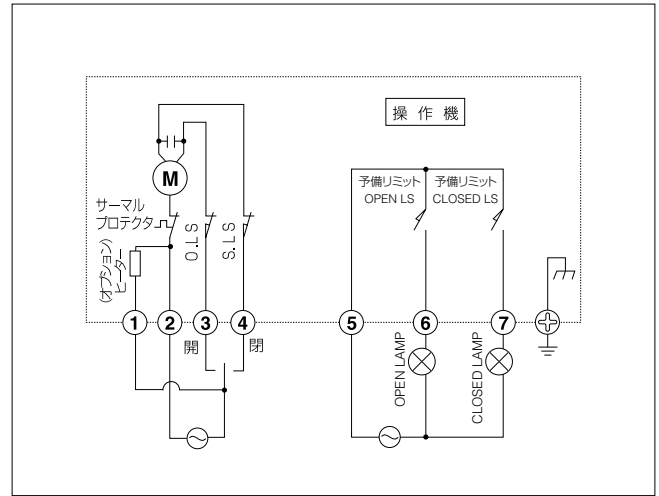 操 作 機
予備リミット
OPEN LS
予備リミット
CLOSED LS
M
サーマル
プロテクタ
O.L.S
S.L.S
(オプション)
ヒーター
1
2
3
4
5
6
7
開
閉
OPEN LAMP
CLOSED LAMP